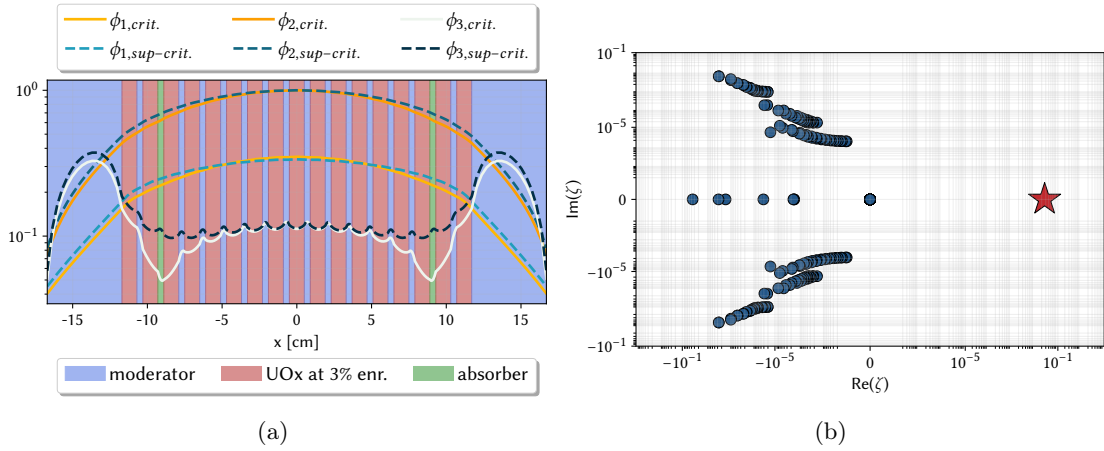 ϕ1,crit. ϕ2,crit. ϕ3,crit.
ϕ1,sup−crit. ϕ2,sup−crit. ϕ3,sup−crit.
10⁰
10⁻¹
-15 -10 -5 0 5 10 15
x [cm]
moderator UOx at 3% enr. absorber
(a)
10⁻¹
10⁻⁵
0
−10⁻⁵
−10⁻¹
Im(ζ)
−10⁻¹ −10⁻⁵ 0 10⁻⁵ 10⁻¹
Re(ζ)
(b)